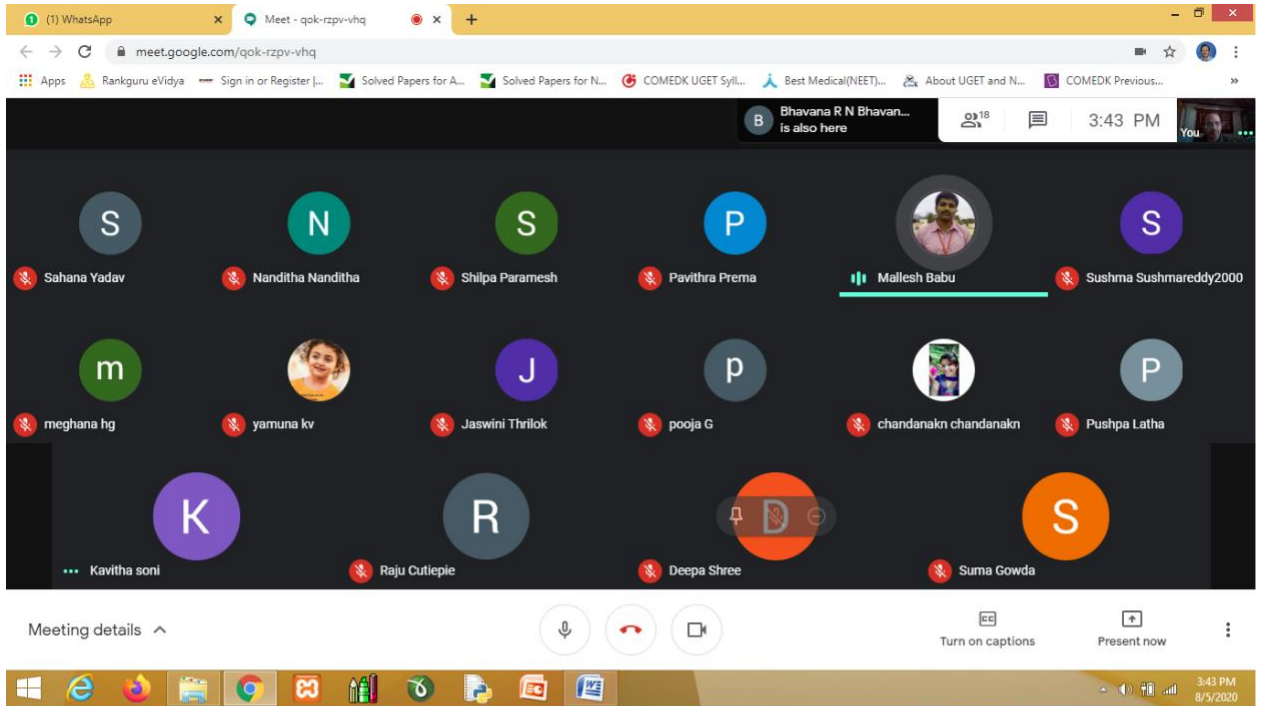 (1) WhatsApp
Meet - qok-rzpv-vhq
meet.google.com/qok-rzpv-vhq
Apps Rankguru eVidya Sign in or Register |... Solved Papers for A... Solved Papers for N... COMEDK UGET Syll... Best Medical(NEET)... About UGET and N... COMEDK Previous... »
B Bhavana R N Bhavan...
is also here
18
3:43 PM
You
S N S P S
Sahana Yadav Nanditha Nanditha Shilpa Paramesh Pavithra Prema Mallesh Babu Sushma Sushmareddy2000
m J p P
meghana hg yamuna kv Jaswini Thrilok pooja G chandanakn chandanakn Pushpa Latha
K R D S
Kavitha soni Raju Cutiepie Deepa Shree Suma Gowda
Meeting details
CC
Turn on captions
Present now
3:43 PM
8/5/2020